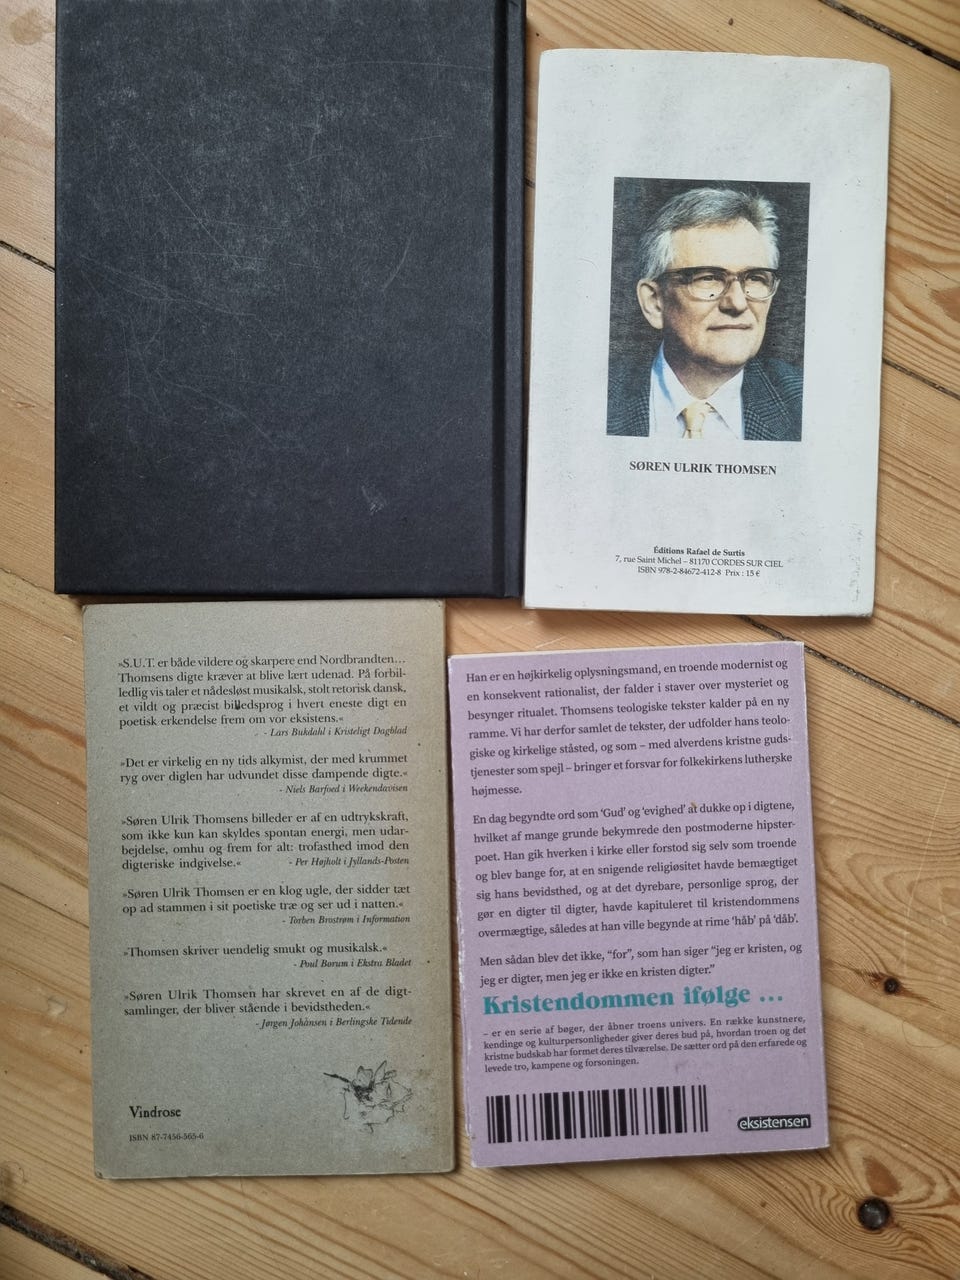 SØREN ULRIK THOMSEN
Éditions Rafael de Surtis
7, rue Saint Michel – 81170 CORDES SUR CIEL
ISBN 978-2-84672-412-8 Prix : 15 €
»S.U.T. er både vildere og skarpere end Nordbrandten…
Thomsens digte kræver at blive lært udenad. På forbil-
ledlig vis taler et nådesløst musikalsk, stolt retorisk dansk,
et vildt og præcist billedsprog i hvert eneste digt en
poetisk erkendelse frem om vor eksistens.«
- Lars Bukdahl i Kristeligt Dagblad
»Det er virkelig en ny tids alkymist, der med krummet
ryg over diglen har udvundet disse dampende digte.«
- Niels Barfoed i Weekendavisen
»Søren Ulrik Thomsens billeder er af en udtrykskraft,
som ikke kun kan skyldes spontan energi, men udar-
bejdelse, omhu og frem for alt: trofasthed imod den
digteriske indgivelse.« - Per Højholt i Jyllands-Posten
»Søren Ulrik Thomsen er en klog ugle, der sidder tæt
op ad stammen i sit poetiske træ og ser ud i natten.«
- Torben Brostrøm i Information
»Thomsen skriver uendelig smukt og musikalsk.«
- Poul Borum i Ekstra Bladet
»Søren Ulrik Thomsen har skrevet en af de digt-
samlinger, der bliver stående i bevidstheden.«
- Jørgen Johansen i Berlingske Tidende
Vindrose
ISBN 87-7456-565-6
Han er en højkirkelig oplysningsmand, en troende modernist og
en konsekvent rationalist, der falder i staver over mysteriet og
besynger ritualet. Thomsens teologiske tekster kalder på en ny
ramme. Vi har derfor samlet de tekster, der udfolder hans teolo-
giske og kirkelige ståsted, og som – med alverdens kristne guds-
tjenester som spejl – bringer et forsvar for folkekirkens lutherske
højmesse.
En dag begyndte ord som 'Gud' og 'evighed' at dukke op i digtene,
hvilket af mange grunde bekymrede den postmoderne hipster-
poet. Han gik hverken i kirke eller forstod sig selv som troende
og blev bange for, at en snigende religiøsitet havde bemægtiget
sig hans bevidsthed, og at det dyrebare, personlige sprog, der
gør en digter til digter, havde kapituleret til kristendommens
overmægtige, således at han ville begynde at rime 'håb' på 'dåb'.
Men sådan blev det ikke, "for", som han siger "jeg er kristen, og
jeg er digter, men jeg er ikke en kristen digter."
Kristendommen ifølge ...
– er en serie af bøger, der åbner troens univers. En række kunstnere,
kendinge og kulturpersonligheder giver deres bud på, hvordan troen og det
kristne budskab har formet deres tilværelse. De sætter ord på den erfarede og
levede tro, kampene og forsoningen.
eksistensen